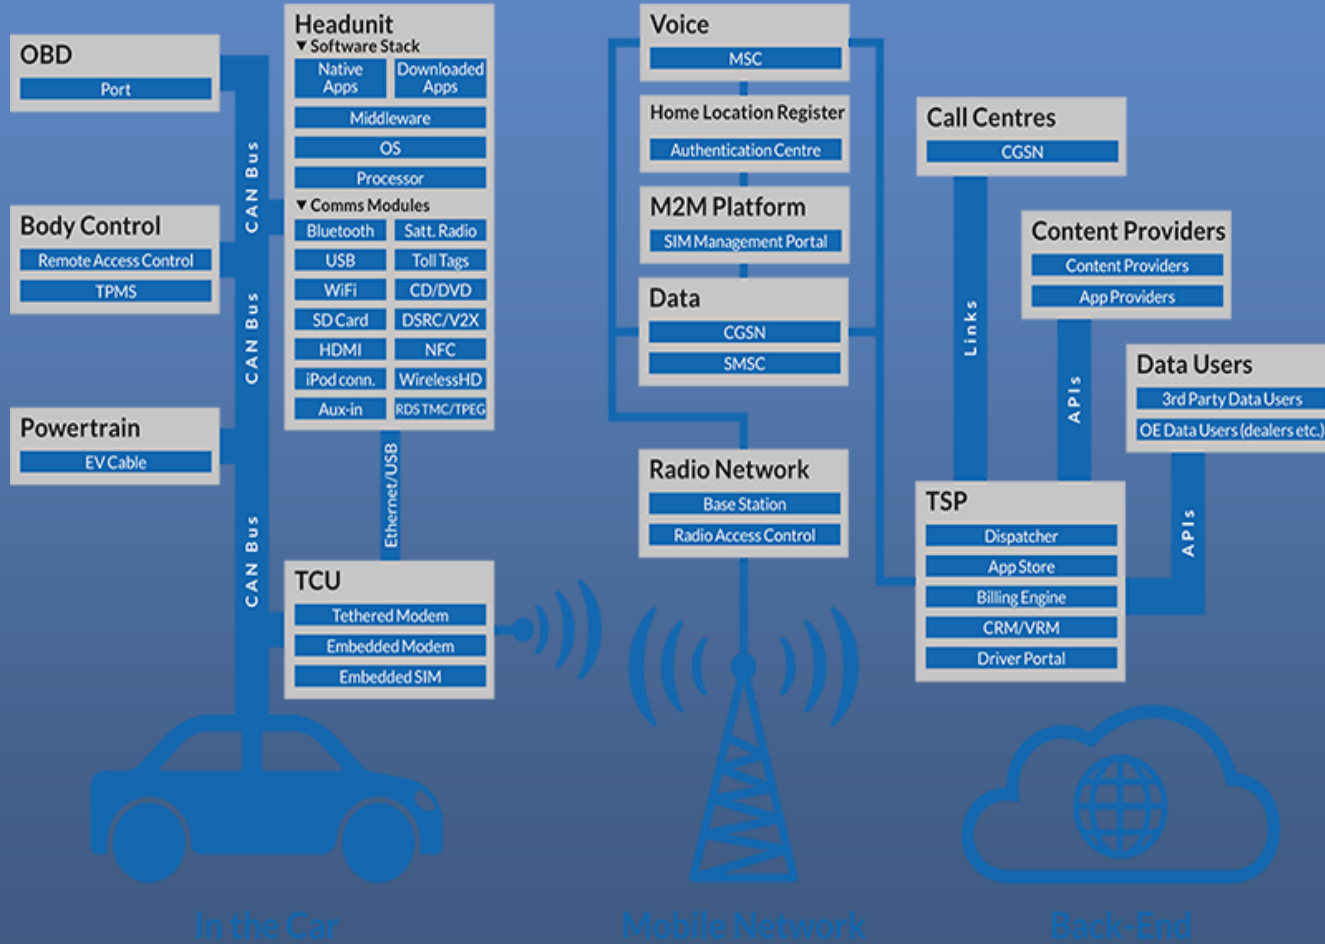 OBD
Port
Body Control
Remote Access Control
TPMS
Powertrain
EV Cable
CAN Bus
CAN Bus
CAN Bus
Headunit
▼ Software Stack
Native
Apps
Downloaded
Apps
Middleware
OS
Processor
▼ Comms Modules
Bluetooth
Satt. Radio
USB
Toll Tags
WiFi
CD/DVD
SD Card
DSRC/V2X
HDMI
NFC
iPod conn.
WirelessHD
Aux-in
RDS TMC/TPEG
Ethernet/USB
TCU
Tethered Modem
Embedded Modem
Embedded SIM
In the Car
Voice
MSC
Home Location Register
Authentication Centre
M2M Platform
SIM Management Portal
Data
CGSN
SMSC
Radio Network
Base Station
Radio Access Control
Mobile Network
Call Centres
CGSN
Links
Content Providers
Content Providers
App Providers
APIs
Data Users
3rd Party Data Users
OE Data Users (dealers etc.)
APIs
TSP
Dispatcher
App Store
Billing Engine
CRM/VRM
Driver Portal
Back-End